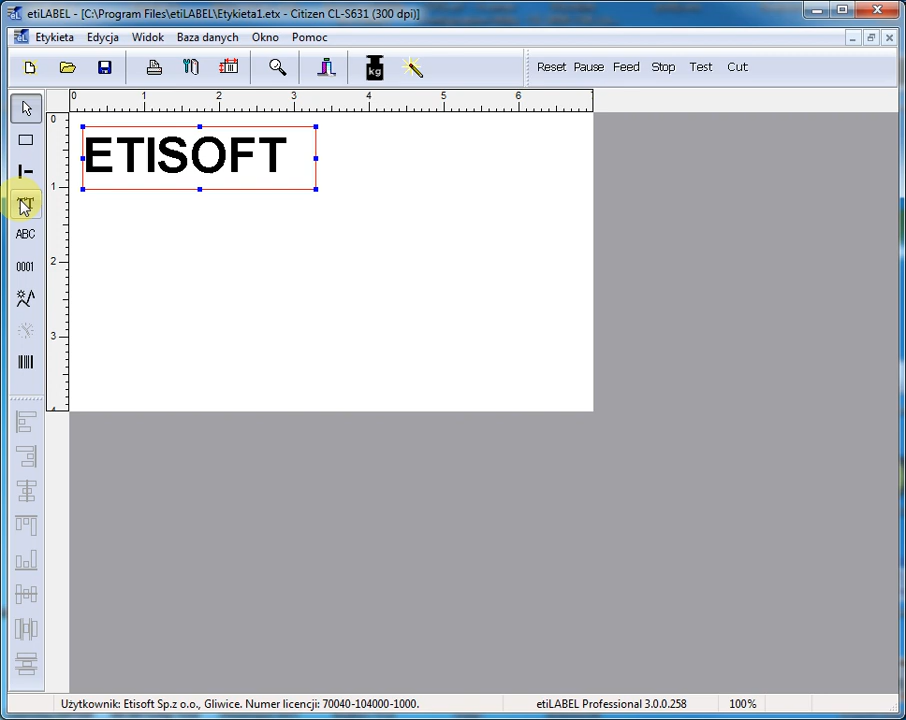 etiLABEL - [C:\Program Files\etiLABEL\Etykieta1.etx - Citizen CL-S631 (300 dpi)]
Etykieta Edycja Widok Baza danych Okno Pomoc
kg Reset Pause Feed Stop Test Cut
0 1 2 3 4 5 6 7
0
ETISOFT
1
ABC
2
0001
3
4
Użytkownik: Etisoft Sp.z o.o., Gliwice. Numer licencji: 70040-104000-1000. etiLABEL Professional 3.0.0.258 100%